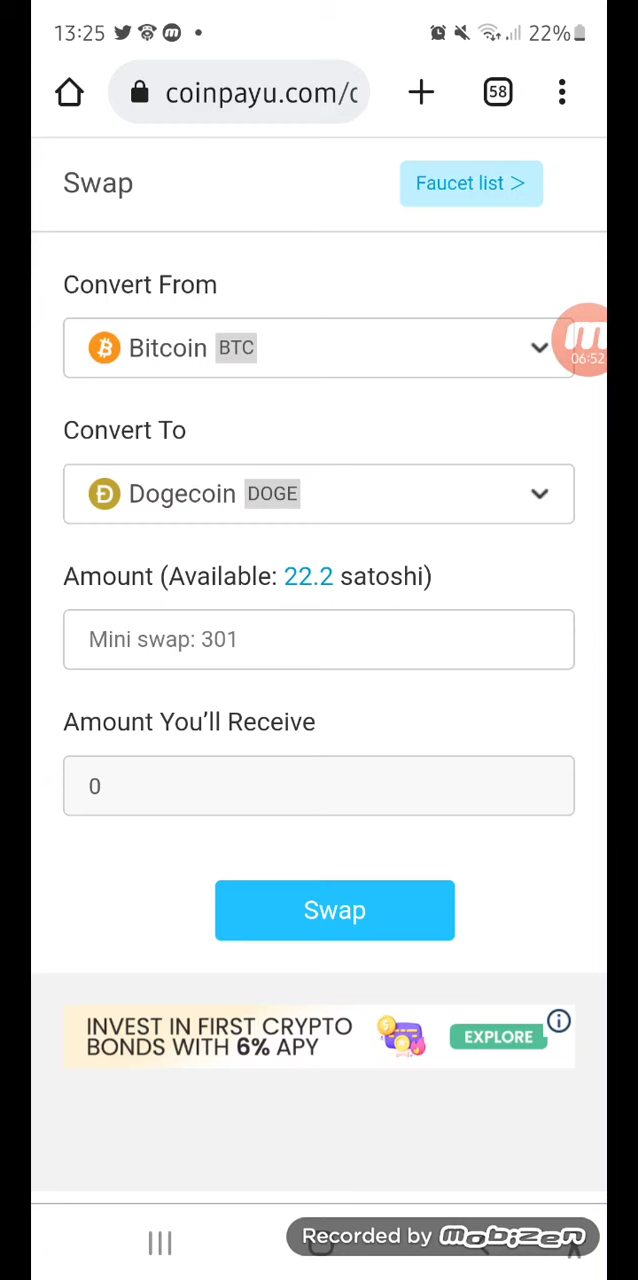 13:25
22%
coinpayu.com/c
58
Swap
Faucet list >
Convert From
Bitcoin BTC
06:52
Convert To
Dogecoin DOGE
Amount (Available: 22.2 satoshi)
Mini swap: 301
Amount You’ll Receive
0
Swap
INVEST IN FIRST CRYPTO
BONDS WITH 6% APY
EXPLORE
Recorded by mobizen